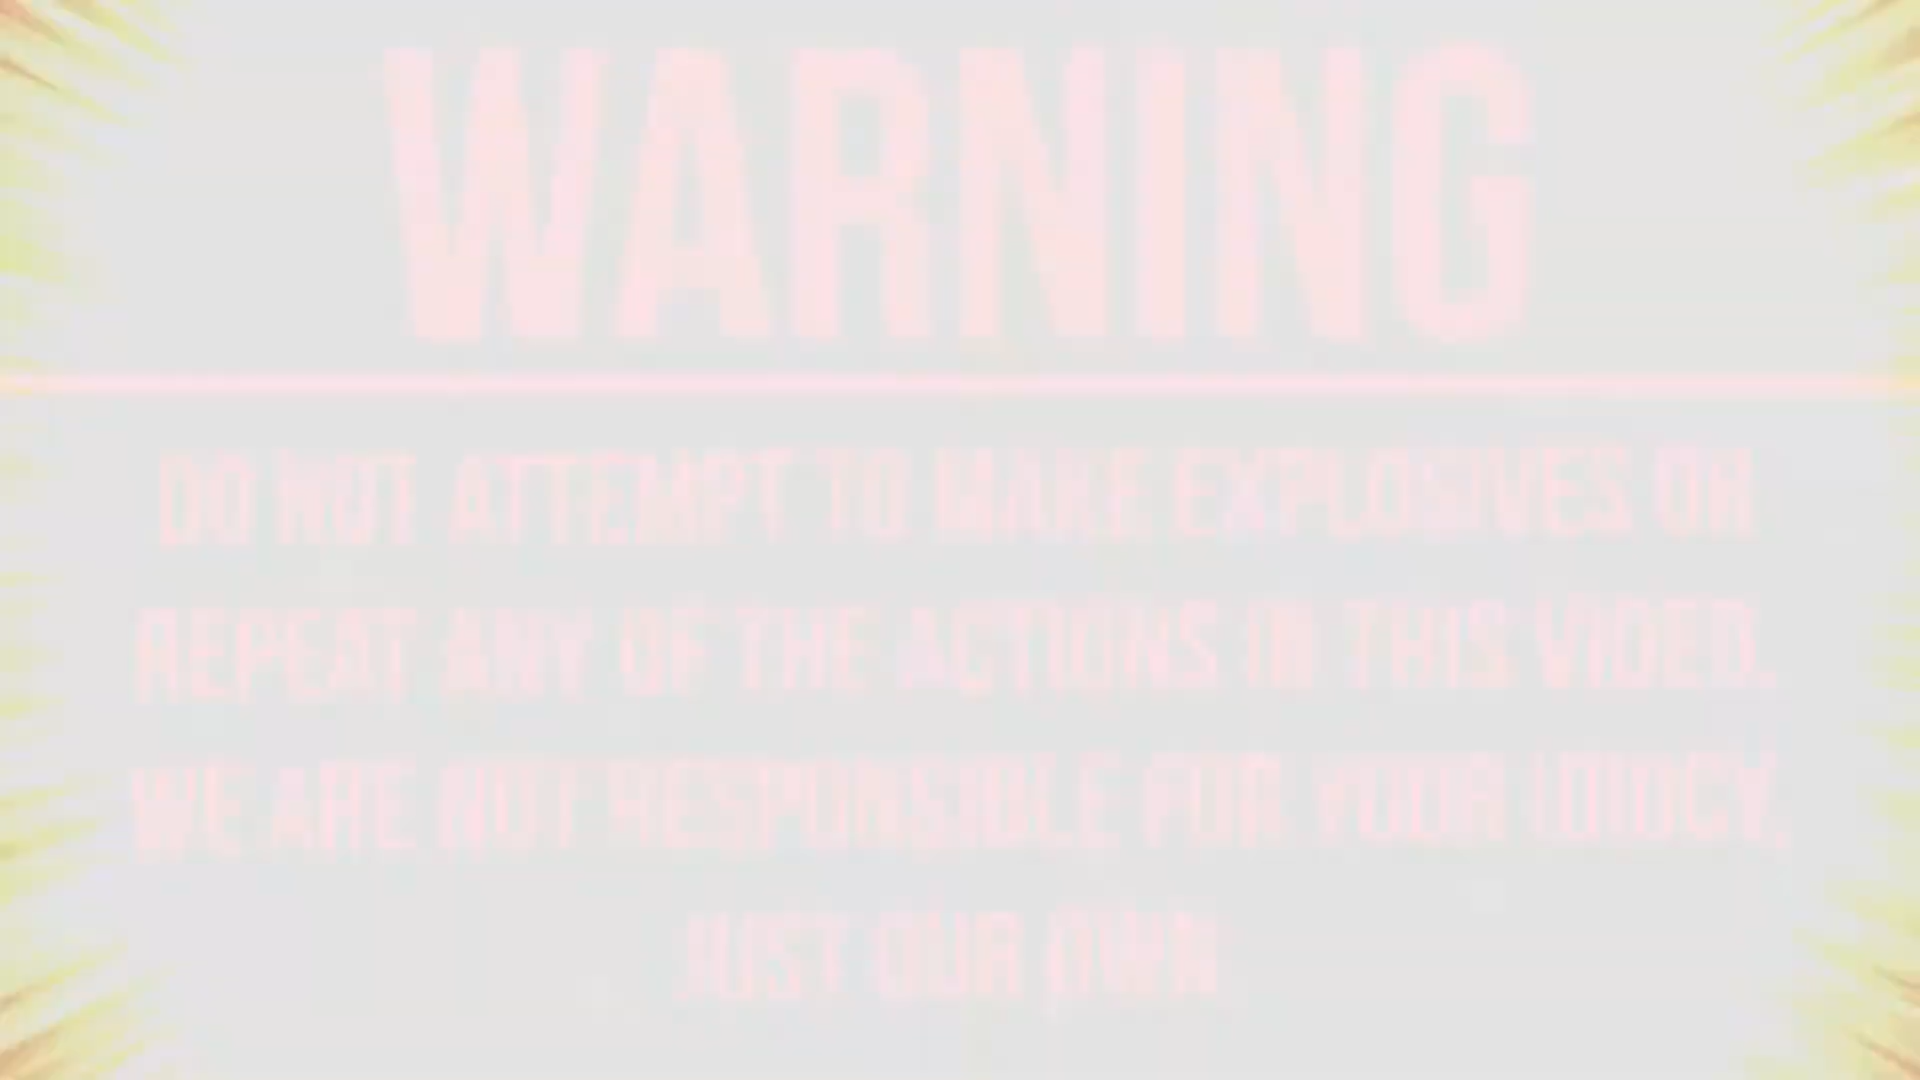 WARNING
DO NOT ATTEMPT TO MAKE EXPLOSIVES OR
REPEAT ANY OF THE ACTIONS IN THIS VIDEO.
WE ARE NOT RESPONSIBLE FOR YOUR IDIOCY,
JUST OUR OWN